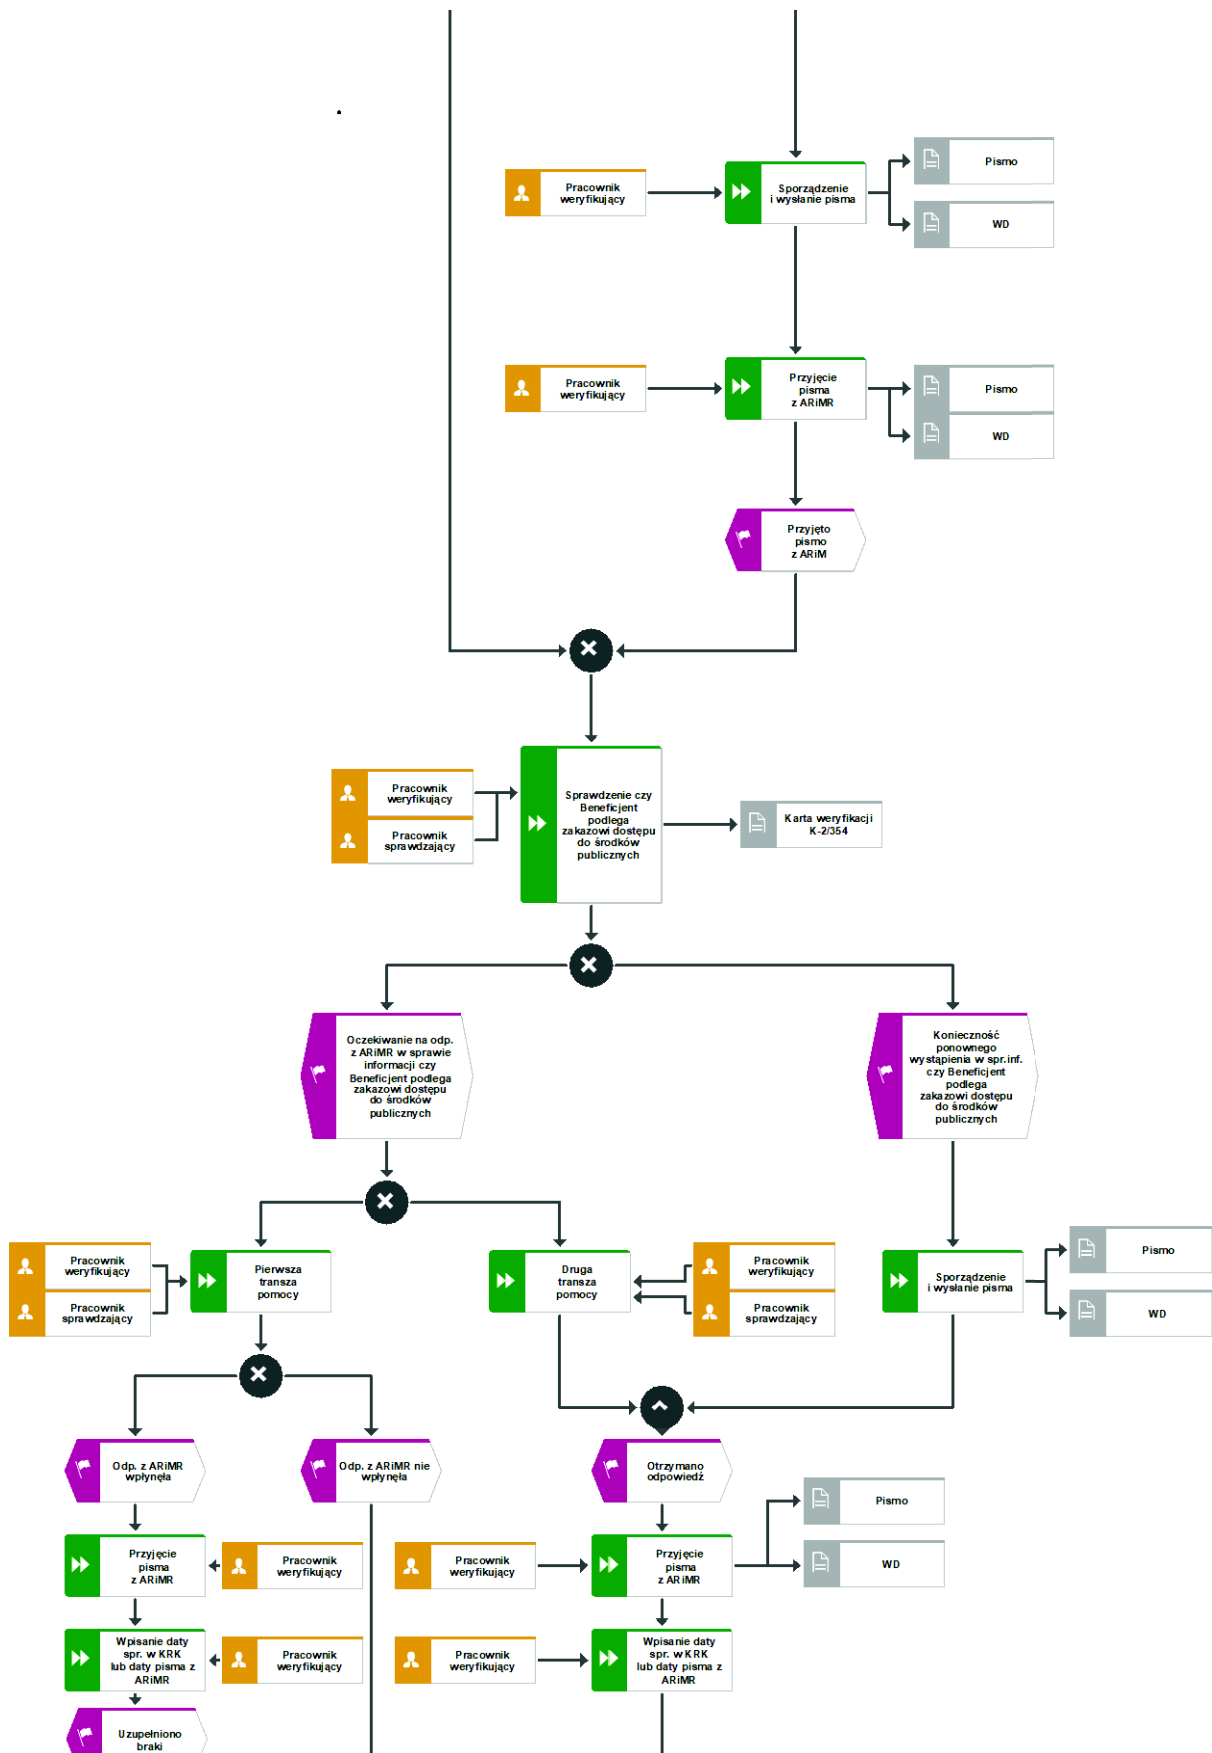 Pracownik
weryfikujący
Sporządzenie
i wysłanie pisma
Pismo
WD
Pracownik
weryfikujący
Przyjęcie
pisma
z ARiMR
Pismo
WD
Przyjęto
pismo
z ARiM
Pracownik
weryfikujący
Pracownik
sprawdzający
Sprawdzenie czy
Beneficjent
podlega
zakazowi dostępu
do środków
publicznych
Karta weryfikacji
K-2/354
Oczekiwanie na odp.
z ARiMR w sprawie
informacji czy
Beneficjent podlega
zakazowi dostępu
do środków
publicznych
Konieczność
ponownego
wystąpienia w spr.inf.
czy Beneficjent
podlega
zakazowi dostępu
do środków
publicznych
Pracownik
weryfikujący
Pracownik
sprawdzający
Pierwsza
transza
pomocy
Druga
transza
pomocy
Pracownik
weryfikujący
Pracownik
sprawdzający
Sporządzenie
i wysłanie pisma
Pismo
WD
Odp. z ARiMR
wpłynęła
Odp. z ARiMR nie
wpłynęła
Otrzymano
odpowiedź
Przyjęcie
pisma
z ARiMR
Pracownik
weryfikujący
Pracownik
weryfikujący
Przyjęcie
pisma
z ARiMR
Pismo
WD
Wpisanie daty
spr. w KRK
lub daty pisma z
ARiMR
Pracownik
weryfikujący
Pracownik
weryfikujący
Wpisanie daty
spr. w KRK
lub daty pisma z
ARiMR
Uzupełniono
braki